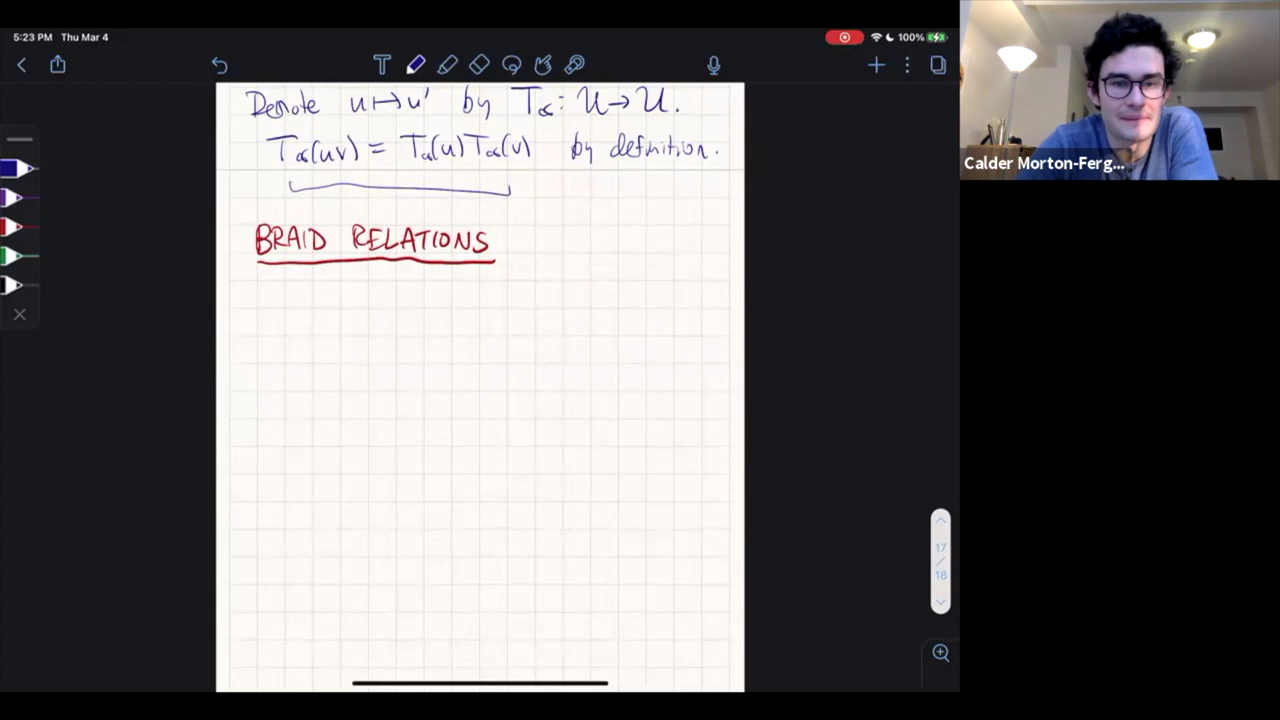 5:23 PM Thu Mar 4
100%
T
Denote u ↦ u' by Tα : U → U.
Tα(uv) = Tα(u)Tα(v) by definition.
BRAID RELATIONS
17
/
18
Calder Morton-Ferg...